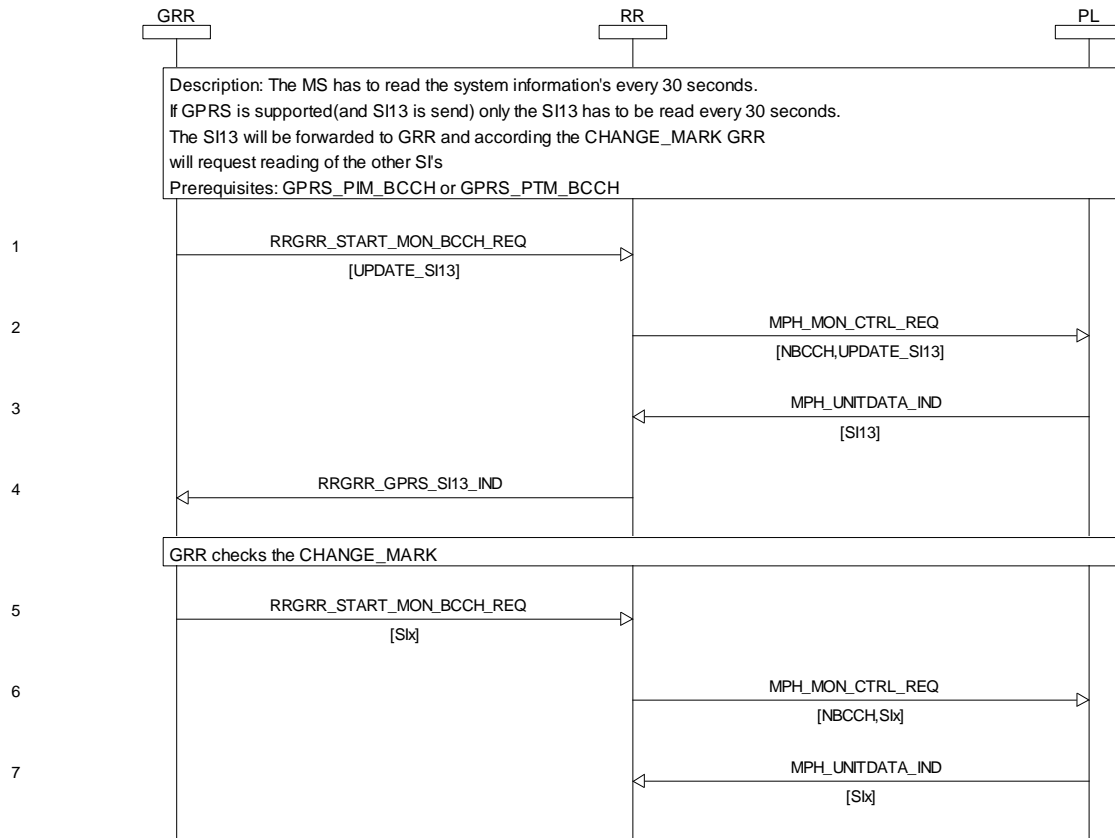 GRR
RR
PL
Description: The MS has to read the system information's every 30 seconds.
If GPRS is supported(and SI13 is send) only the SI13 has to be read every 30 seconds.
The SI13 will be forwarded to GRR and according the CHANGE_MARK GRR
will request reading of the other SI's
Prerequisites: GPRS_PIM_BCCH or GPRS_PTM_BCCH
1
RRGRR_START_MON_BCCH_REQ
[UPDATE_SI13]
2
MPH_MON_CTRL_REQ
[NBCCH,UPDATE_SI13]
3
MPH_UNITDATA_IND
[SI13]
4
RRGRR_GPRS_SI13_IND
GRR checks the CHANGE_MARK
5
RRGRR_START_MON_BCCH_REQ
[SIx]
6
MPH_MON_CTRL_REQ
[NBCCH,SIx]
7
MPH_UNITDATA_IND
[SIx]